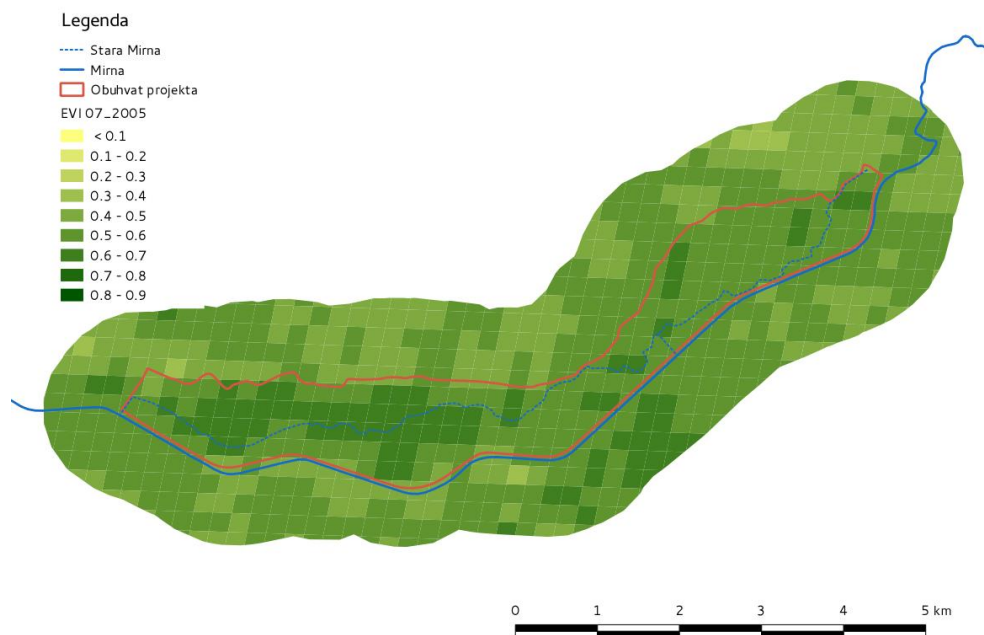 Legenda
Stara Mirna
Mirna
Obuhvat projekta
EVI 07_2005
< 0.1
0.1 - 0.2
0.2 - 0.3
0.3 - 0.4
0.4 - 0.5
0.5 - 0.6
0.6 - 0.7
0.7 - 0.8
0.8 - 0.9
0 1 2 3 4 5 km